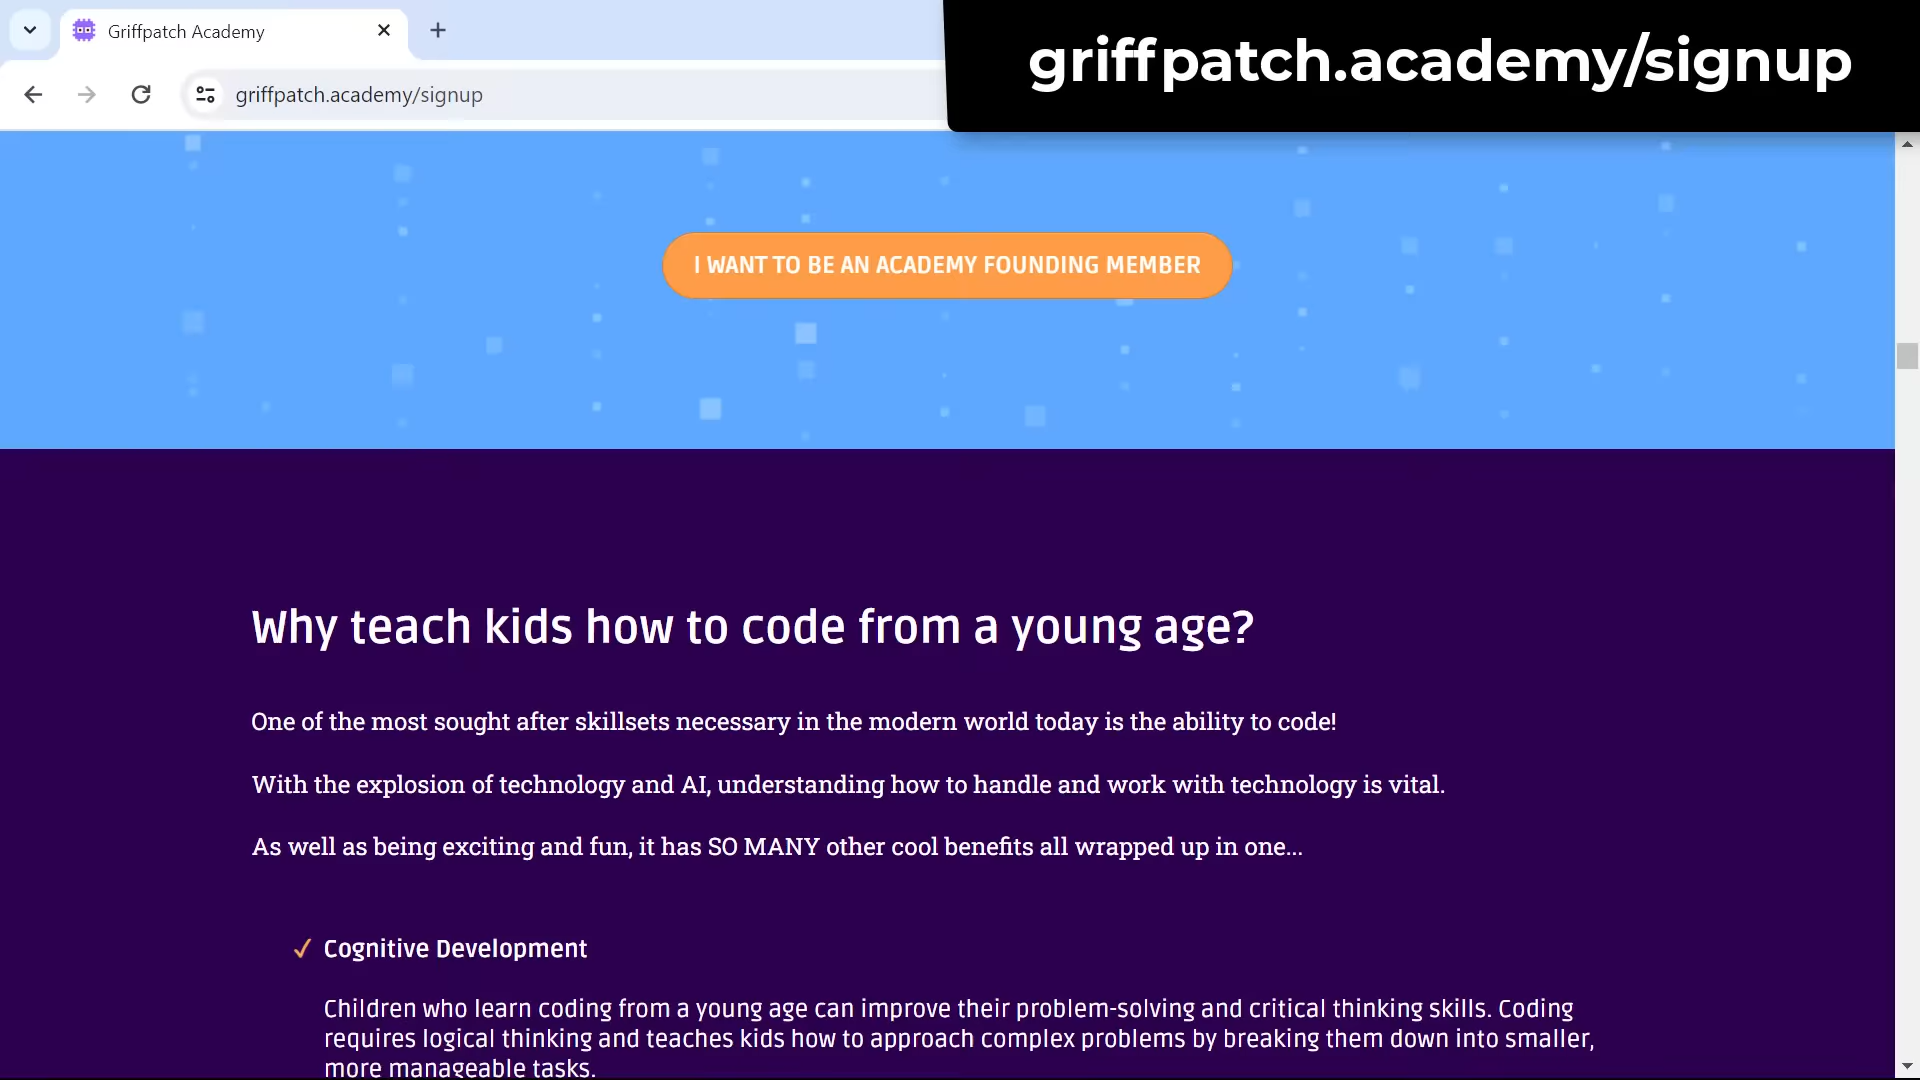 Griffpatch Academy
griffpatch.academy/signup
griffpatch.academy/signup
I WANT TO BE AN ACADEMY FOUNDING MEMBER
Why teach kids how to code from a young age?
One of the most sought after skillsets necessary in the modern world today is the ability to code!
With the explosion of technology and AI, understanding how to handle and work with technology is vital.
As well as being exciting and fun, it has SO MANY other cool benefits all wrapped up in one...
✓ Cognitive Development
Children who learn coding from a young age can improve their problem-solving and critical thinking skills. Coding
requires logical thinking and teaches kids how to approach complex problems by breaking them down into smaller,
more manageable tasks.